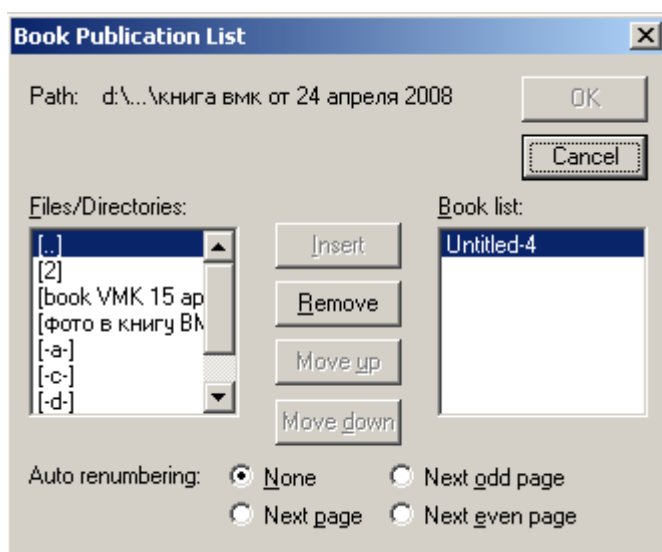 Book Publication List
Path: d:\...\книга вмк от 24 апреля 2008
OK
Cancel
Files/Directories:
[..]
[2]
[book VMK 15 ap
[фото в книгу ВМ
[-a-]
[-c-]
[-d-]
Insert
Remove
Move up
Move down
Book list:
Untitled-4
Auto renumbering:
None
Next odd page
Next page
Next even page